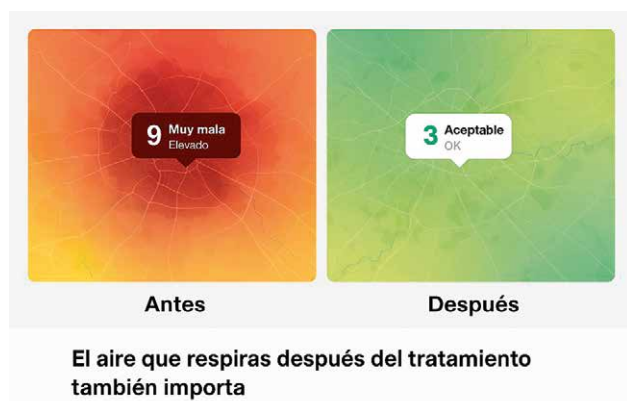 9 Muy mala
Elevado
3 Aceptable
OK
Antes
Después
El aire que respiras después del tratamiento
también importa